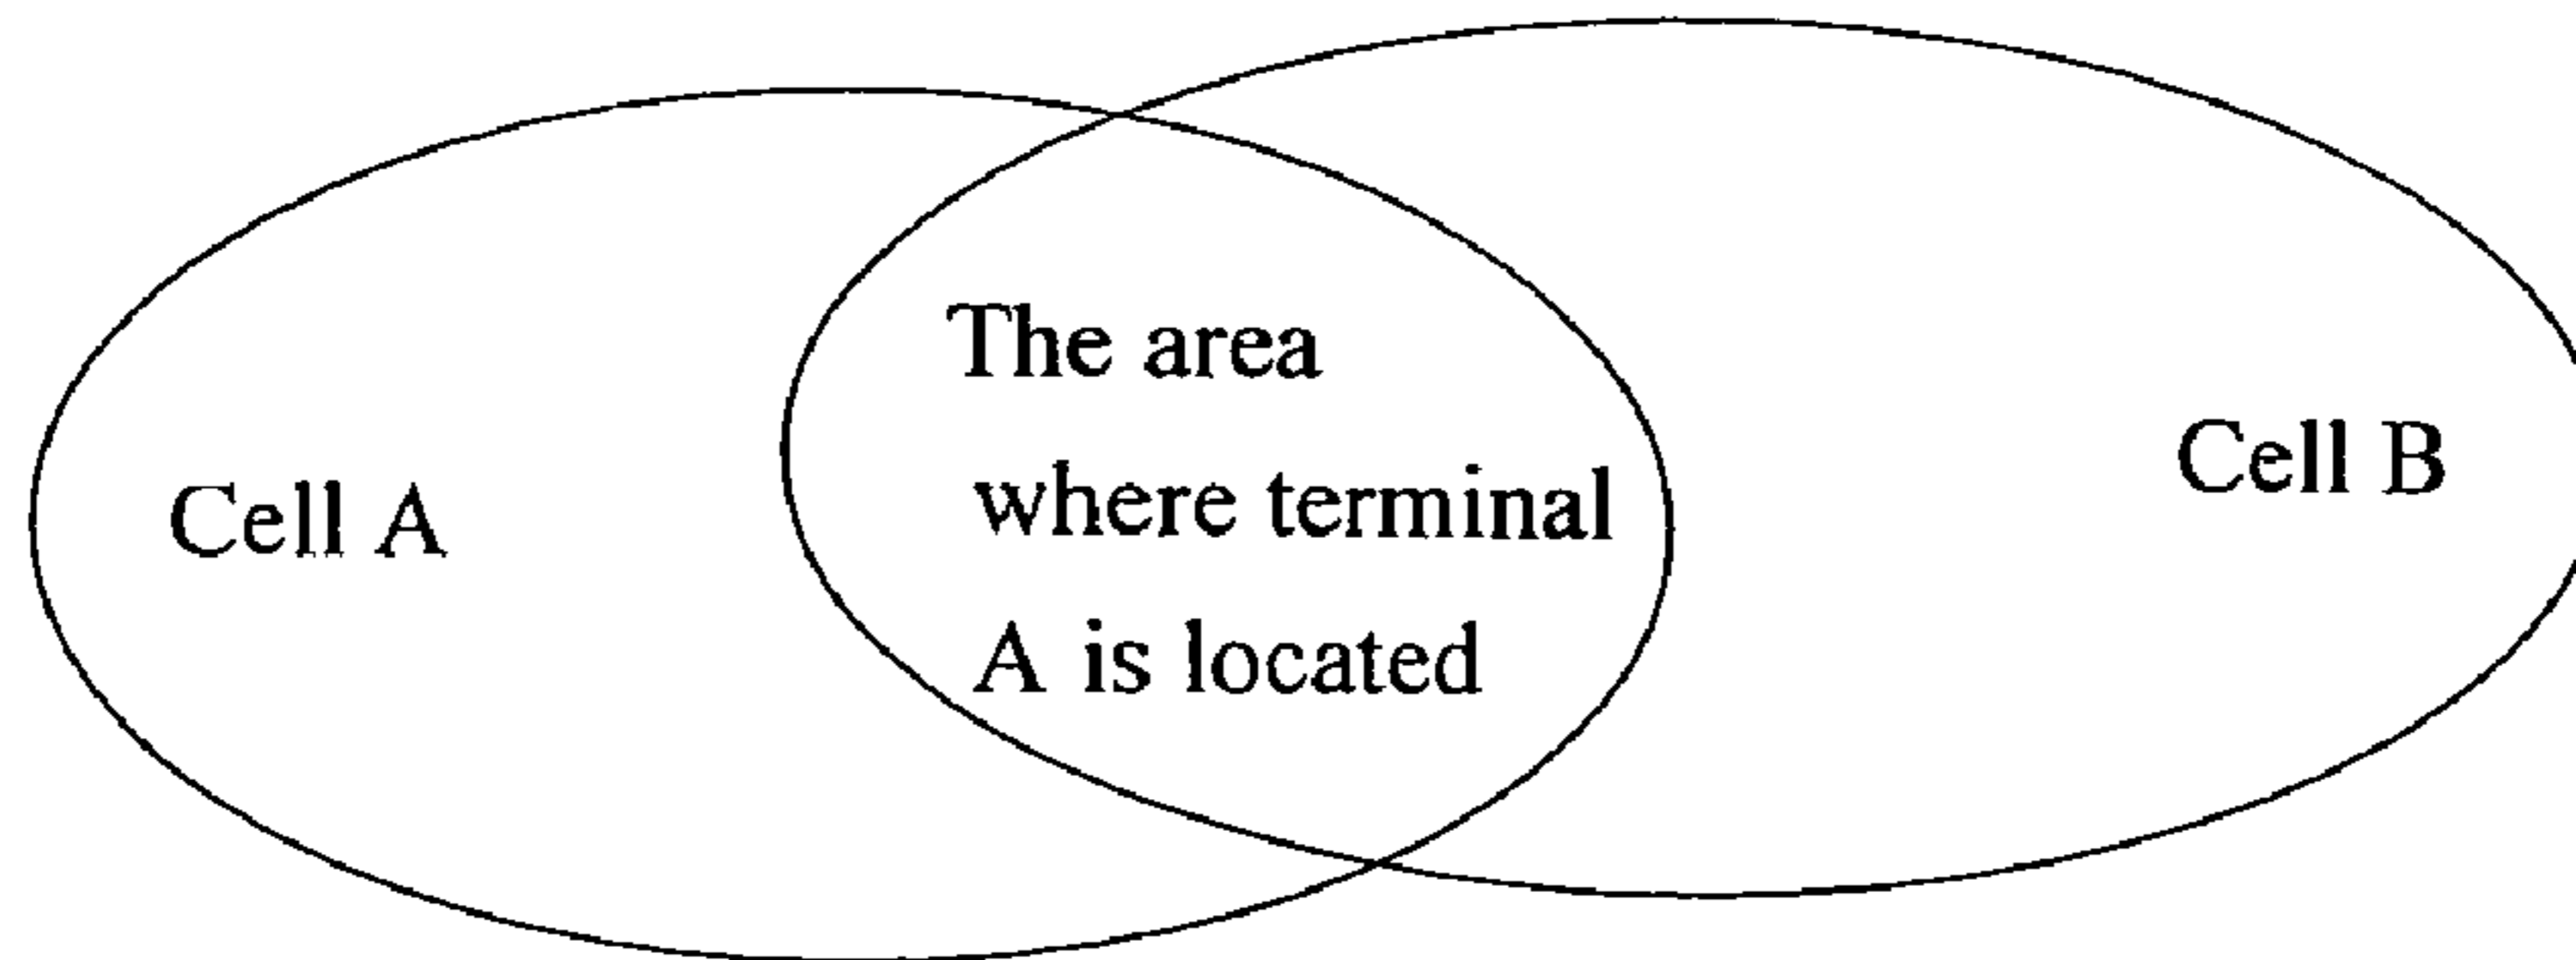 Cell A
The area
where terminal
A is located
Cell B